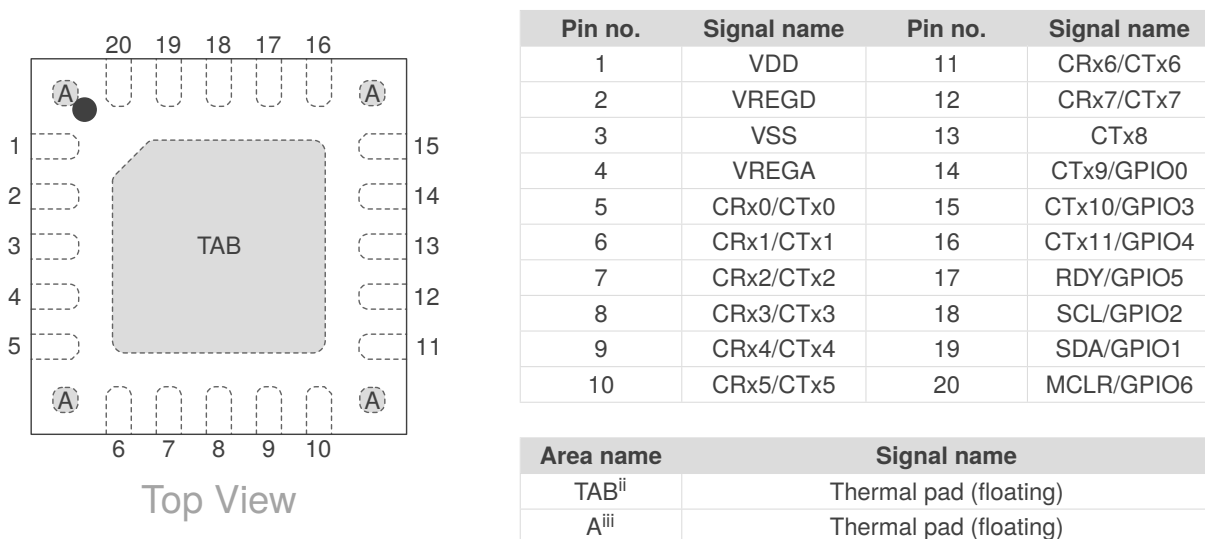 20 19 18 17 16
A A
1 15
2 14
3 TAB 13
4 12
5 11
A A
6 7 8 9 10
Top View
Pin no. Signal name Pin no. Signal name
1 VDD 11 CRx6/CTx6
2 VREGD 12 CRx7/CTx7
3 VSS 13 CTx8
4 VREGA 14 CTx9/GPIO0
5 CRx0/CTx0 15 CTx10/GPIO3
6 CRx1/CTx1 16 CTx11/GPIO4
7 CRx2/CTx2 17 RDY/GPIO5
8 CRx3/CTx3 18 SCL/GPIO2
9 CRx4/CTx4 19 SDA/GPIO1
10 CRx5/CTx5 20 MCLR/GPIO6
Area name Signal name
TABii Thermal pad (floating)
Aiii Thermal pad (floating)